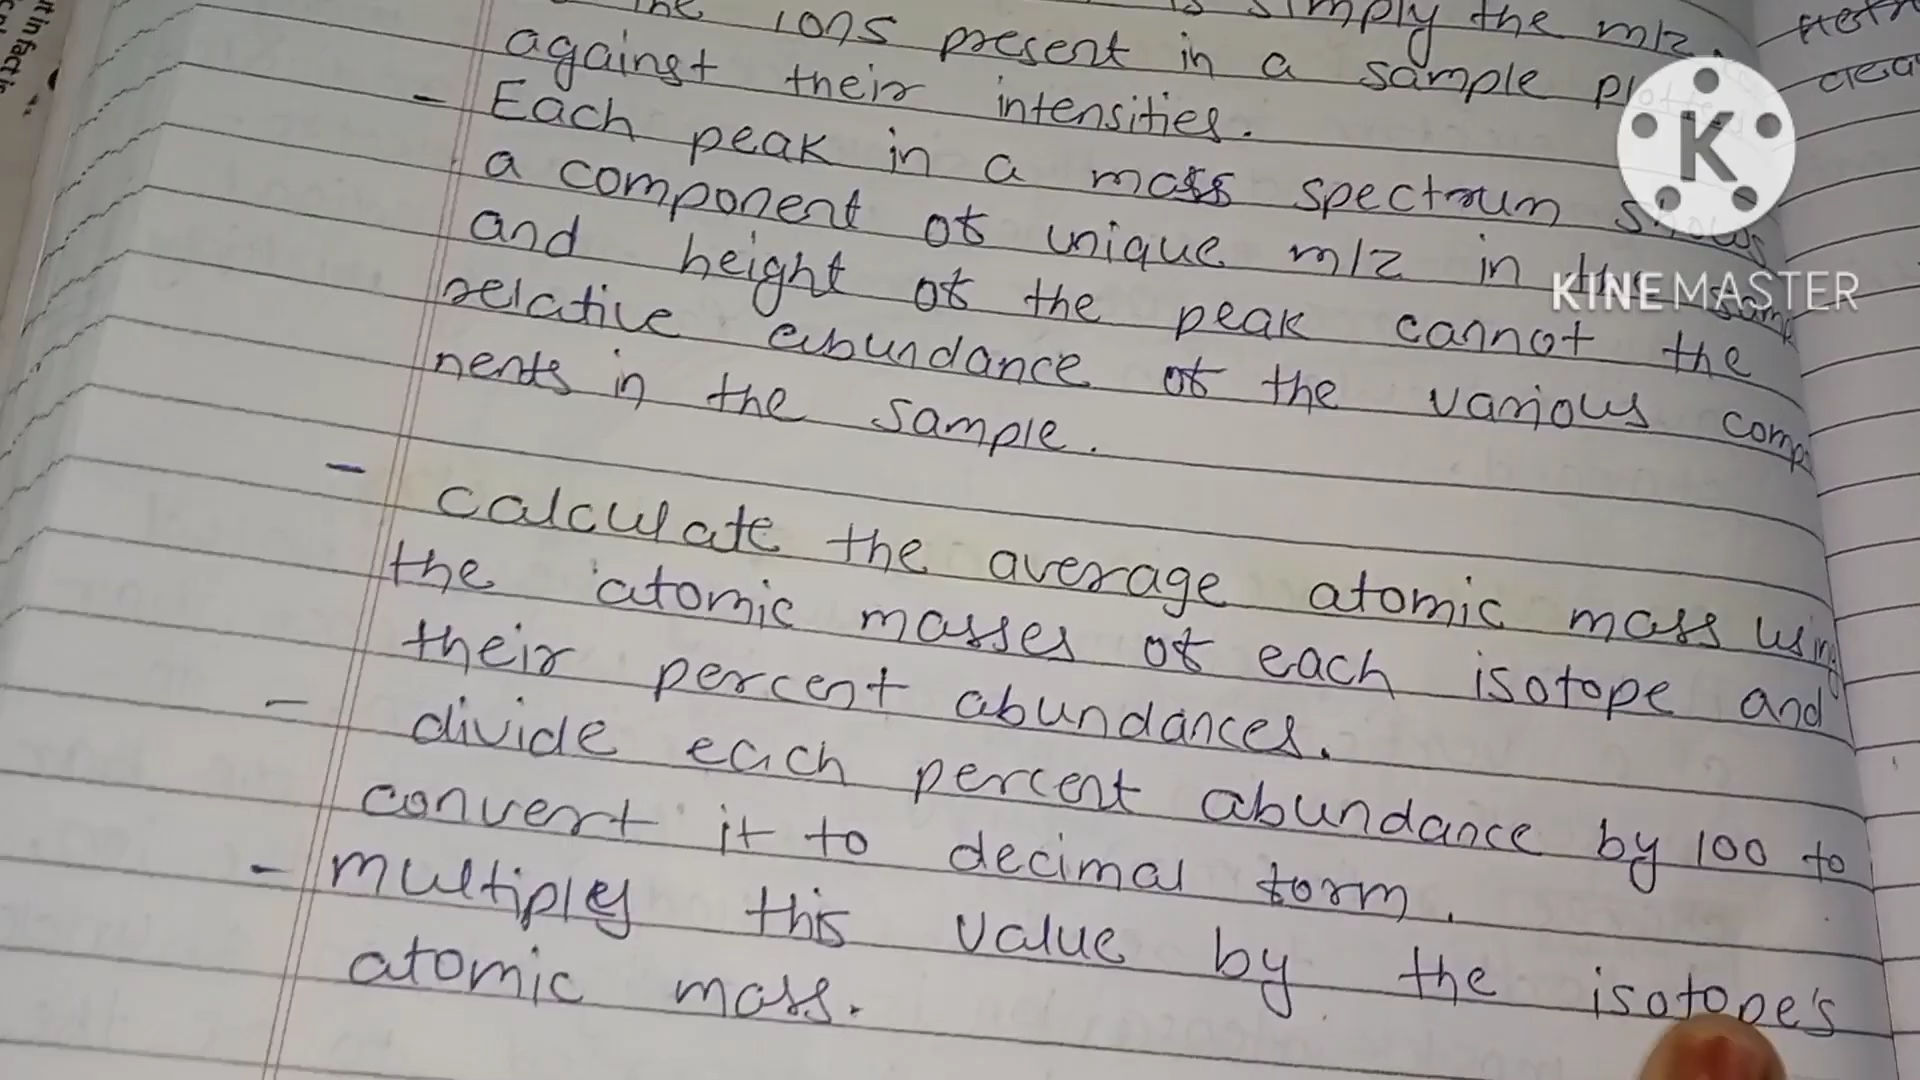 the ions present in a simply the m/z
against their intensities. sample
- Each peak in a mass spectrum shows
a component of unique m/z in the
and height of the peak cannot the
relative abundance of the various comp
nents in the sample.
- calculate the average atomic mass using
the atomic masses of each isotope and
their percent abundances.
- divide each percent abundance by 100 to
convert it to decimal form.
- multiply this value by the isotope's
atomic mass.
K
KINEMASTER